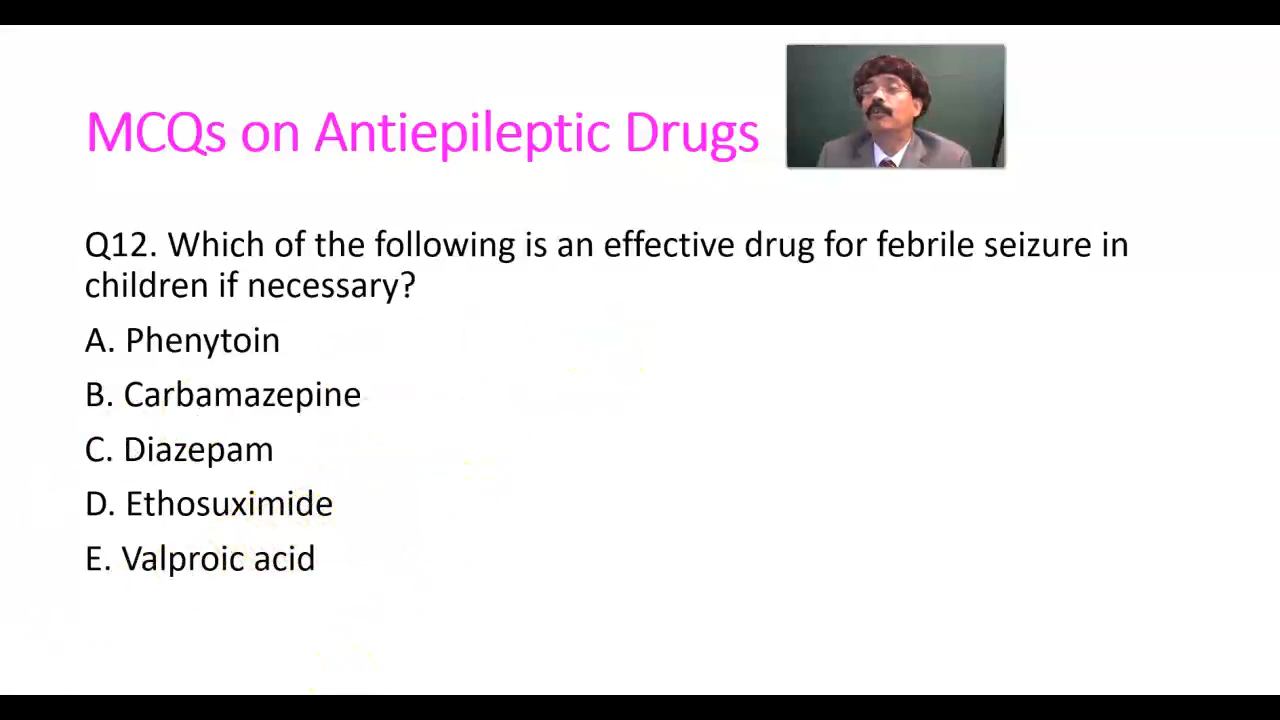 MCQs on Antiepileptic Drugs
Q12. Which of the following is an effective drug for febrile seizure in
children if necessary?
A. Phenytoin
B. Carbamazepine
C. Diazepam
D. Ethosuximide
E. Valproic acid